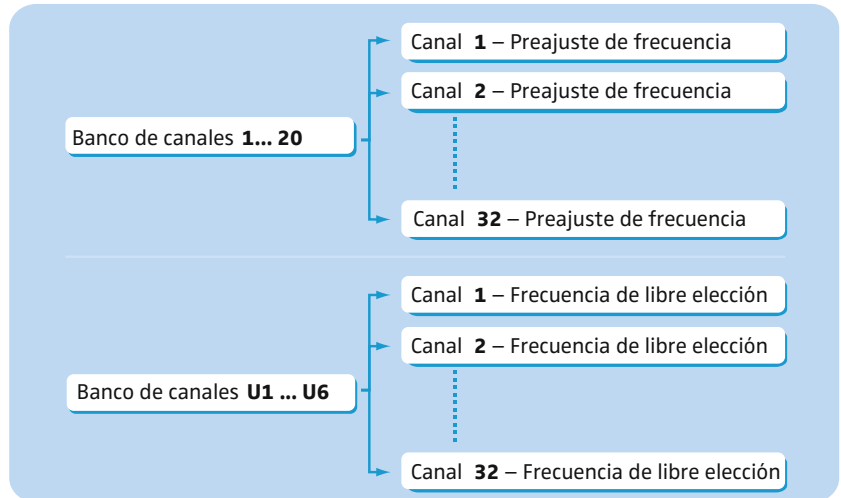 Canal 1 – Preajuste de frecuencia
Canal 2 – Preajuste de frecuencia
Banco de canales 1... 20
Canal 32 – Preajuste de frecuencia
Canal 1 – Frecuencia de libre elección
Canal 2 – Frecuencia de libre elección
Banco de canales U1 ... U6
Canal 32 – Frecuencia de libre elección